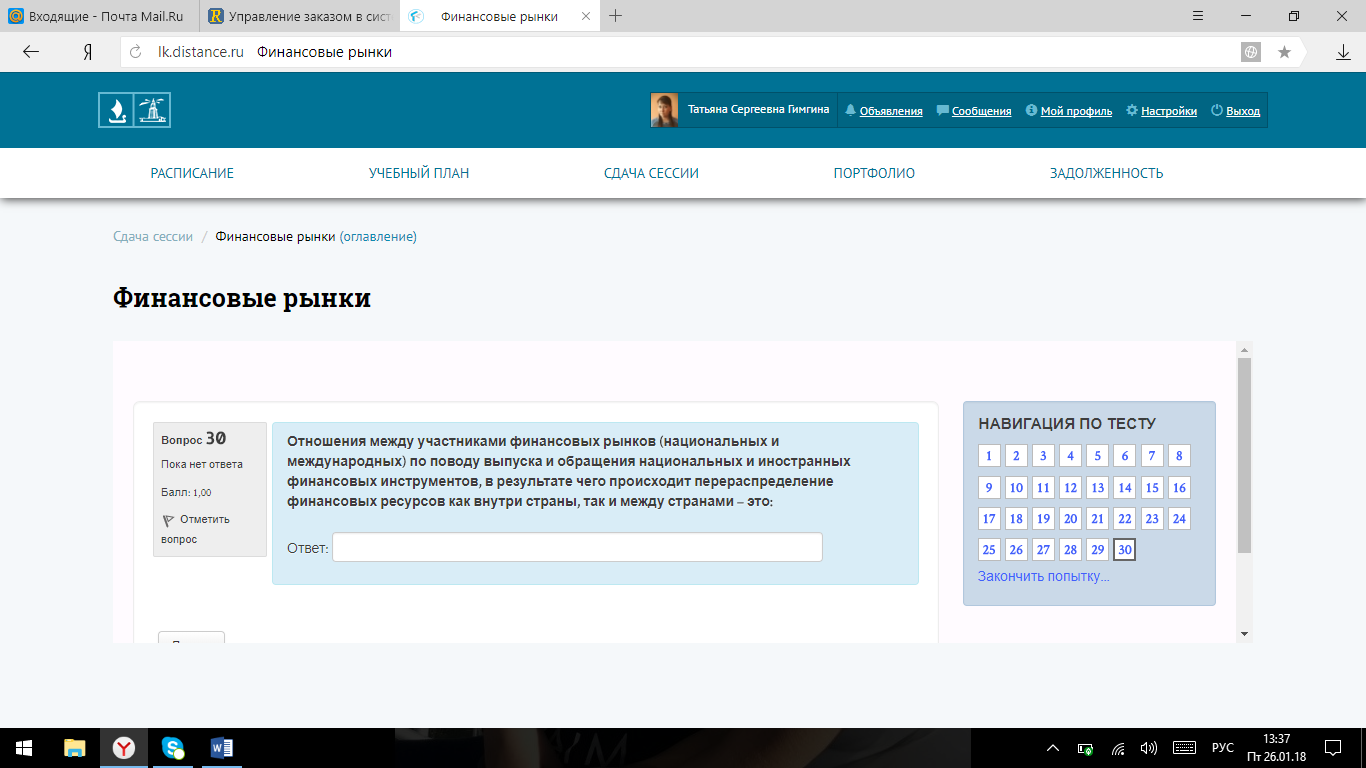 Входящие - Почта Mail.Ru
Управление заказом в сист
Финансовые рынки
lk.distance.ru Финансовые рынки
Татьяна Сергеевна Гимгина Объявления Сообщения Мой профиль Настройки Выход
РАСПИСАНИЕ УЧЕБНЫЙ ПЛАН СДАЧА СЕССИИ ПОРТФОЛИО ЗАДОЛЖЕННОСТЬ
Сдача сессии / Финансовые рынки (оглавление)
Финансовые рынки
Вопрос 30
Пока нет ответа
Балл: 1,00
Отметить
вопрос
Отношения между участниками финансовых рынков (национальных и
международных) по поводу выпуска и обращения национальных и иностранных
финансовых инструментов, в результате чего происходит перераспределение
финансовых ресурсов как внутри страны, так и между странами – это:
Ответ:
НАВИГАЦИЯ ПО ТЕСТУ
1 2 3 4 5 6 7 8
9 10 11 12 13 14 15 16
17 18 19 20 21 22 23 24
25 26 27 28 29 30
Закончить попытку...
РУС
13:37
Пт 26.01.18